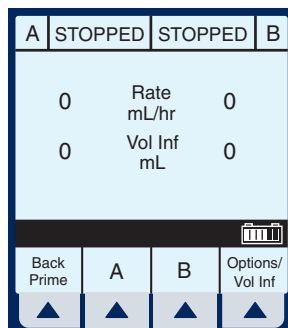 A STOPPED STOPPED B
0 Rate mL/hr 0
0 Vol Inf mL 0
Back Prime A B Options/ Vol Inf